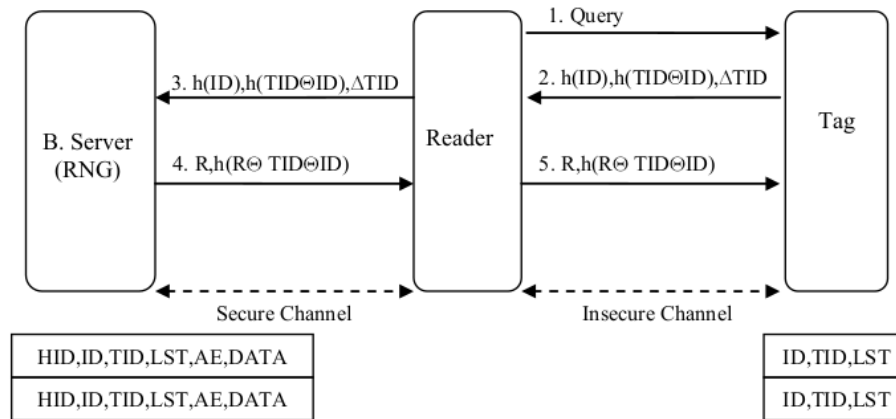 1. Query
3. h(ID),h(TIDΘID),ΔTID
2. h(ID),h(TIDΘID),ΔTID
B. Server
(RNG)
Reader
Tag
4. R,h(RΘ TIDΘID)
5. R,h(RΘ TIDΘID)
Secure Channel
Insecure Channel
HID,ID,TID,LST,AE,DATA
ID,TID,LST
HID,ID,TID,LST,AE,DATA
ID,TID,LST